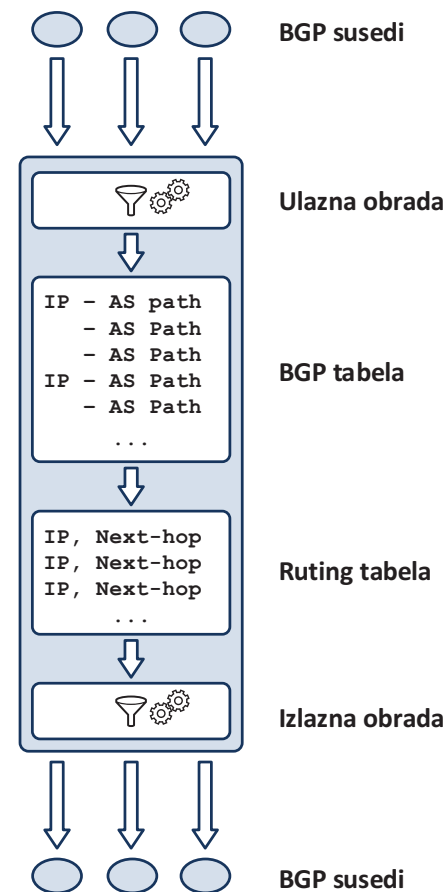 BGP susedi
Ulazna obrada
IP – AS path
– AS Path
– AS Path
IP – AS Path
– AS Path
...
BGP tabela
IP, Next-hop
IP, Next-hop
IP, Next-hop
...
Ruting tabela
Izlazna obrada
BGP susedi